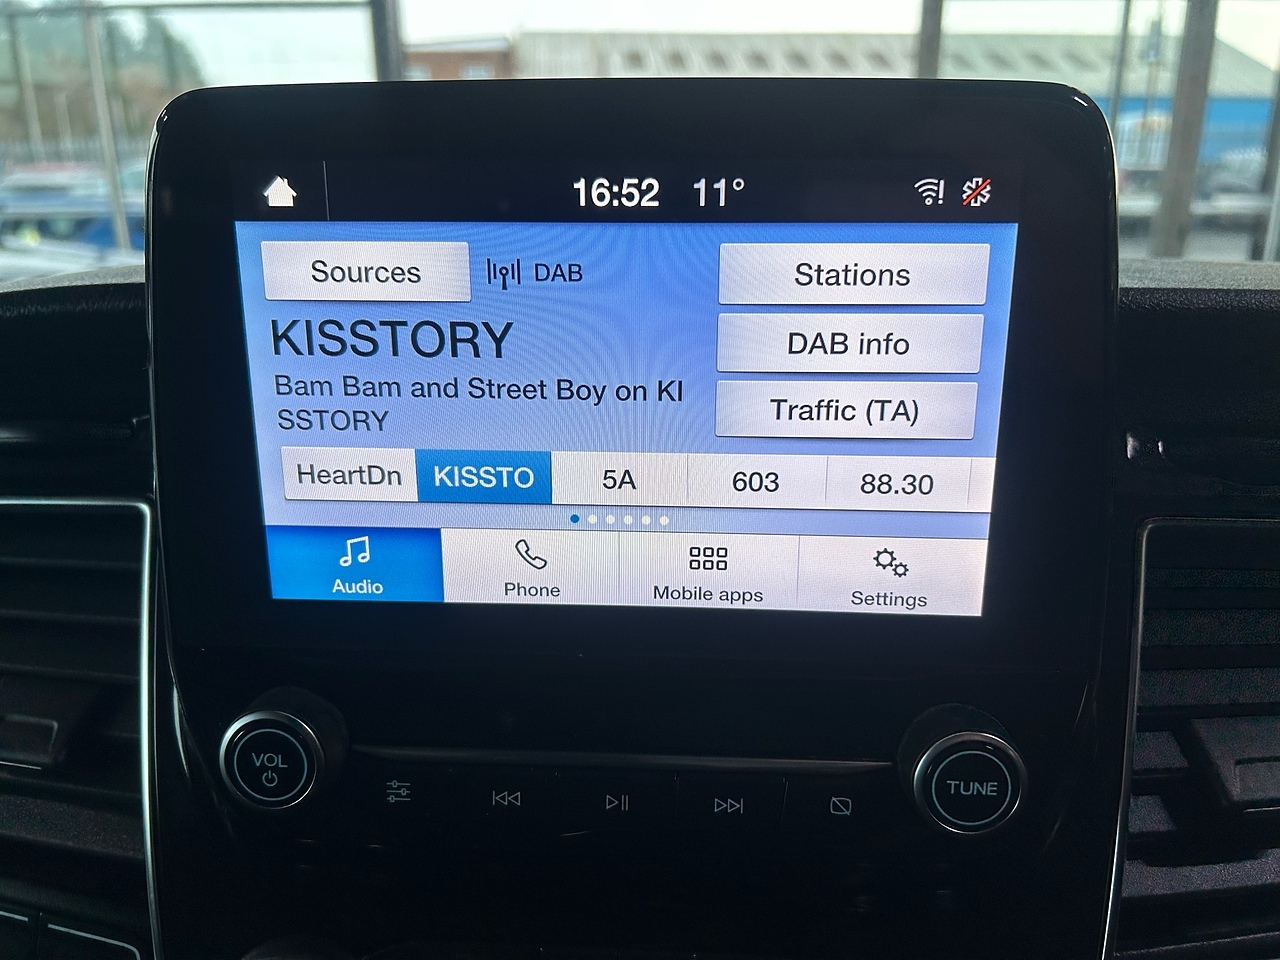 16:52 11°
Sources DAB Stations
KISSTORY
DAB info
Bam Bam and Street Boy on KI
SSTORY
Traffic (TA)
HeartDn KISSTO 5A 603 88.30
Audio Phone Mobile apps Settings
VOL
TUNE